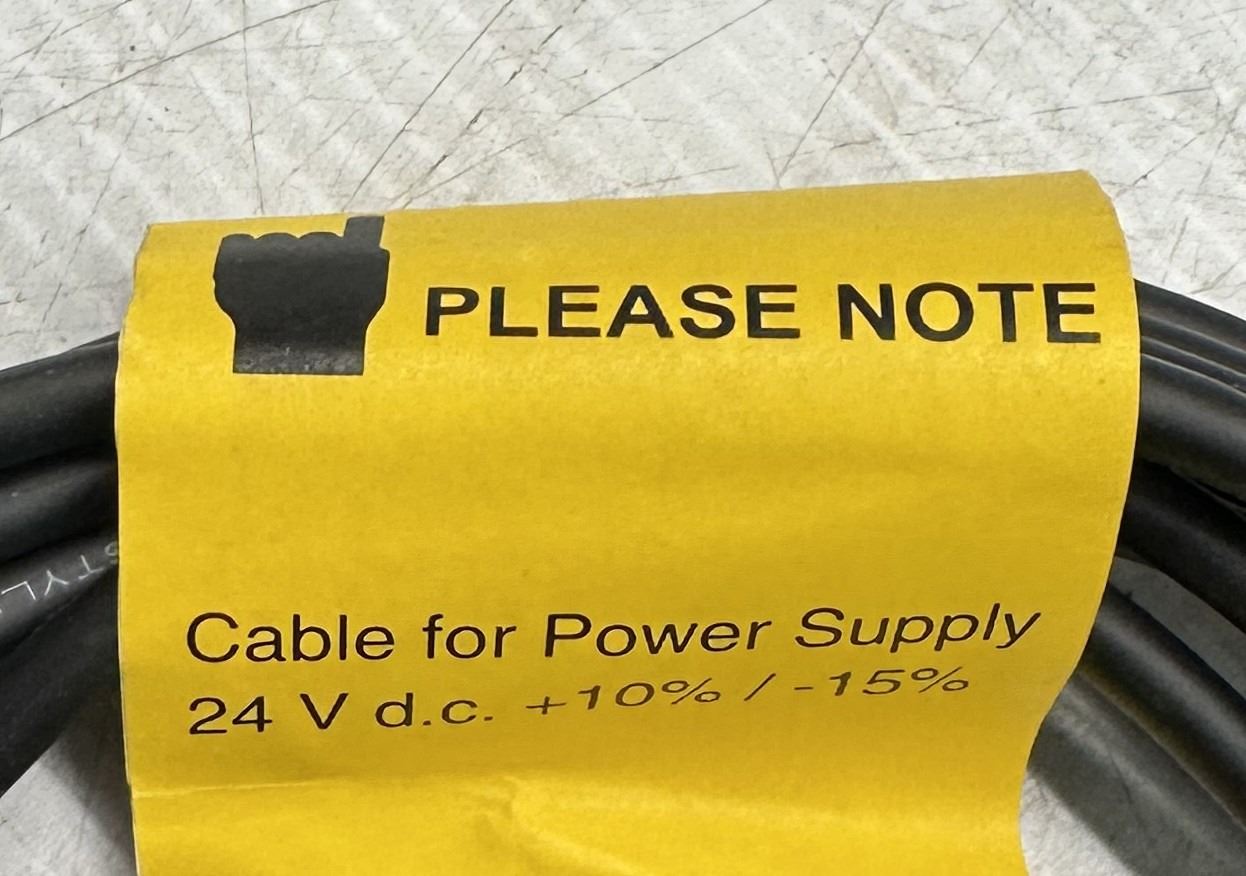 PLEASE NOTE
Cable for Power Supply
24 V d.c. +10% / -15%